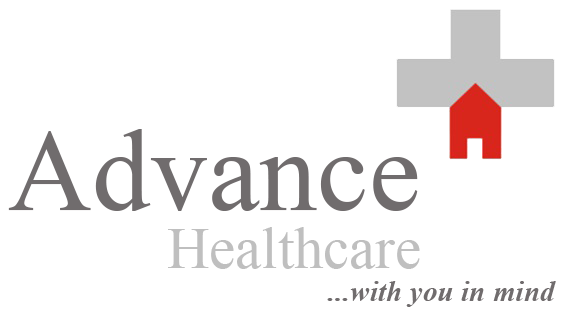 Advance
Healthcare
...with you in mind